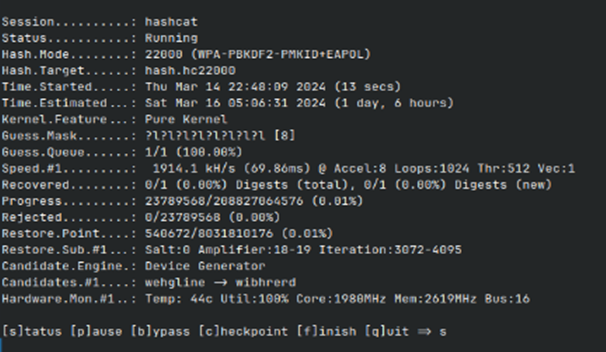 Session..........: hashcat
Status...........: Running
Hash.Mode........: 22000 (WPA-PBKDF2-PMKID+EAPOL)
Hash.Target......: hash.hc22000
Time.Started.....: Thu Mar 14 22:48:09 2024 (13 secs)
Time.Estimated...: Sat Mar 16 05:06:31 2024 (1 day, 6 hours)
Kernel.Feature...: Pure Kernel
Guess.Mask.......: ?l?l?l?l?l?l?l?l [8]
Guess.Queue......: 1/1 (100.00%)
Speed.#1.........:  1914.1 kH/s (69.86ms) @ Accel:8 Loops:1024 Thr:512 Vec:1
Recovered........: 0/1 (0.00%) Digests (total), 0/1 (0.00%) Digests (new)
Progress.........: 23789568/208827064576 (0.01%)
Rejected.........: 0/23789568 (0.00%)
Restore.Point....: 540672/8031810176 (0.01%)
Restore.Sub.#1...: Salt:0 Amplifier:18-19 Iteration:3072-4095
Candidate.Engine.: Device Generator
Candidates.#1....: wehgline -> wibhrerd
Hardware.Mon.#1..: Temp: 44c Util:100% Core:1980MHz Mem:2619MHz Bus:16
[s]tatus [p]ause [b]ypass [c]heckpoint [f]inish [q]uit => s